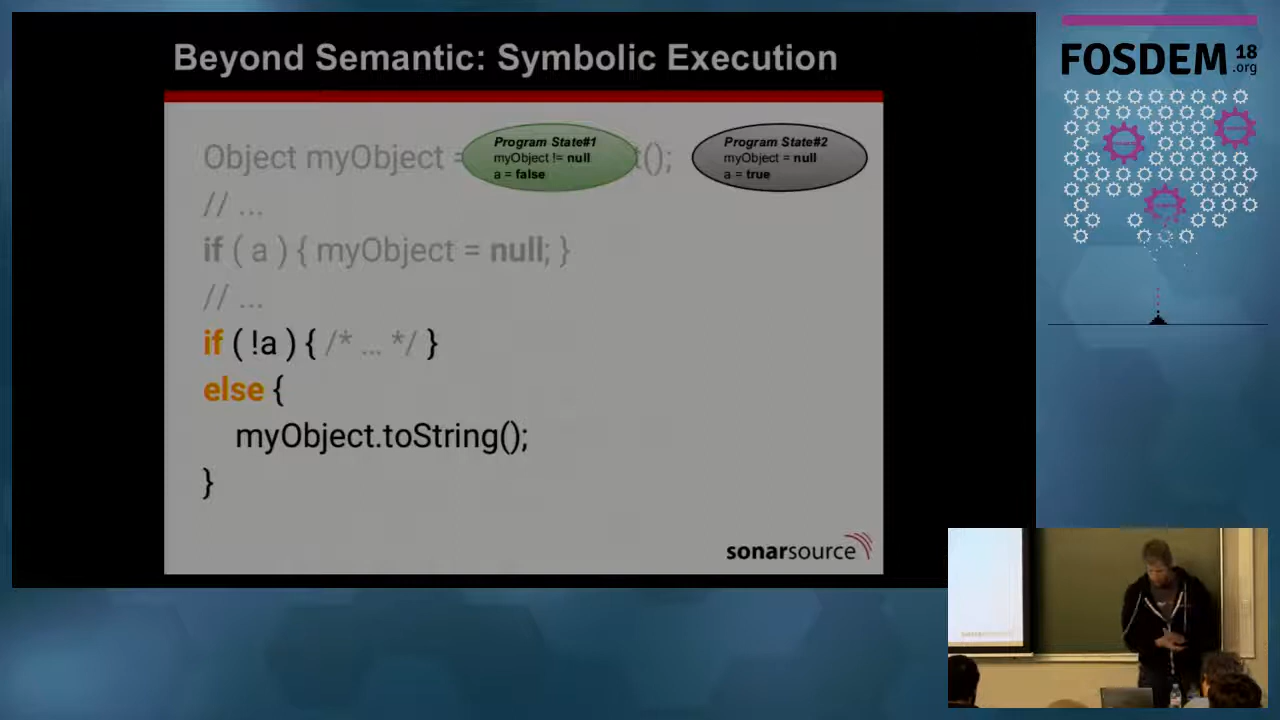 Beyond Semantic: Symbolic Execution
Object myObject = t();
Program State#1
myObject != null
a = false
Program State#2
myObject = null
a = true
// ...
if ( a ) { myObject = null; }
// ...
if ( !a ) { /* ... */ }
else {
myObject.toString();
}
sonarsource
FOSDEM 18
.org